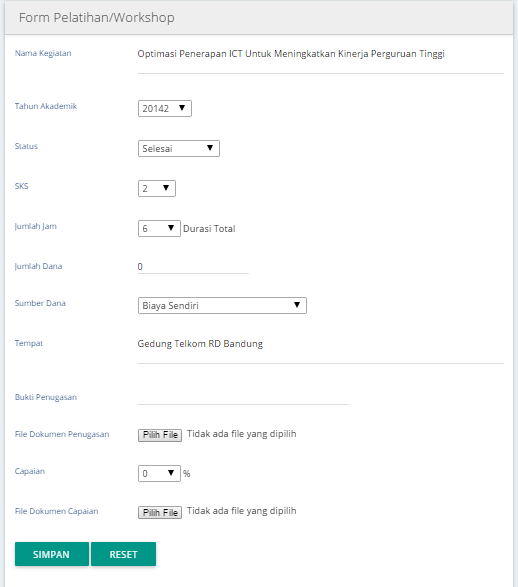 Form Pelatihan/Workshop
Nama Kegiatan Optimasi Penerapan ICT Untuk Meningkatkan Kinerja Perguruan Tinggi
Tahun Akademik 20142
Status Selesai
SKS 2
Jumlah Jam 6 Durasi Total
Jumlah Dana 0
Sumber Dana Biaya Sendiri
Tempat Gedung Telkom RD Bandung
Bukti Penugasan
File Dokumen Penugasan Pilih File Tidak ada file yang dipilih
Capaian 0 %
File Dokumen Capaian Pilih File Tidak ada file yang dipilih
SIMPAN RESET